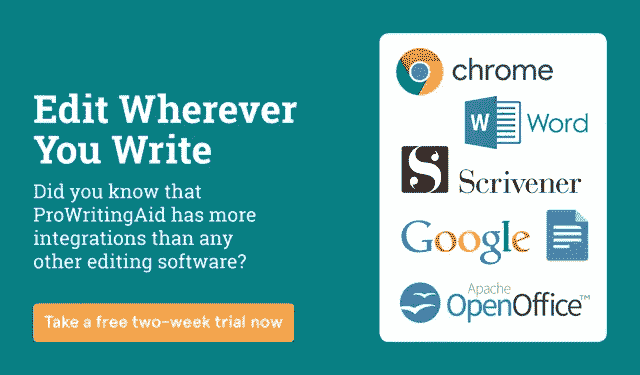 Edit Wherever
You Write
Did you know that
ProWritingAid has more
integrations than any
other editing software?
Take a free two-week trial now
chrome
W Word
S Scrivener
Google
Apache
OpenOffice™